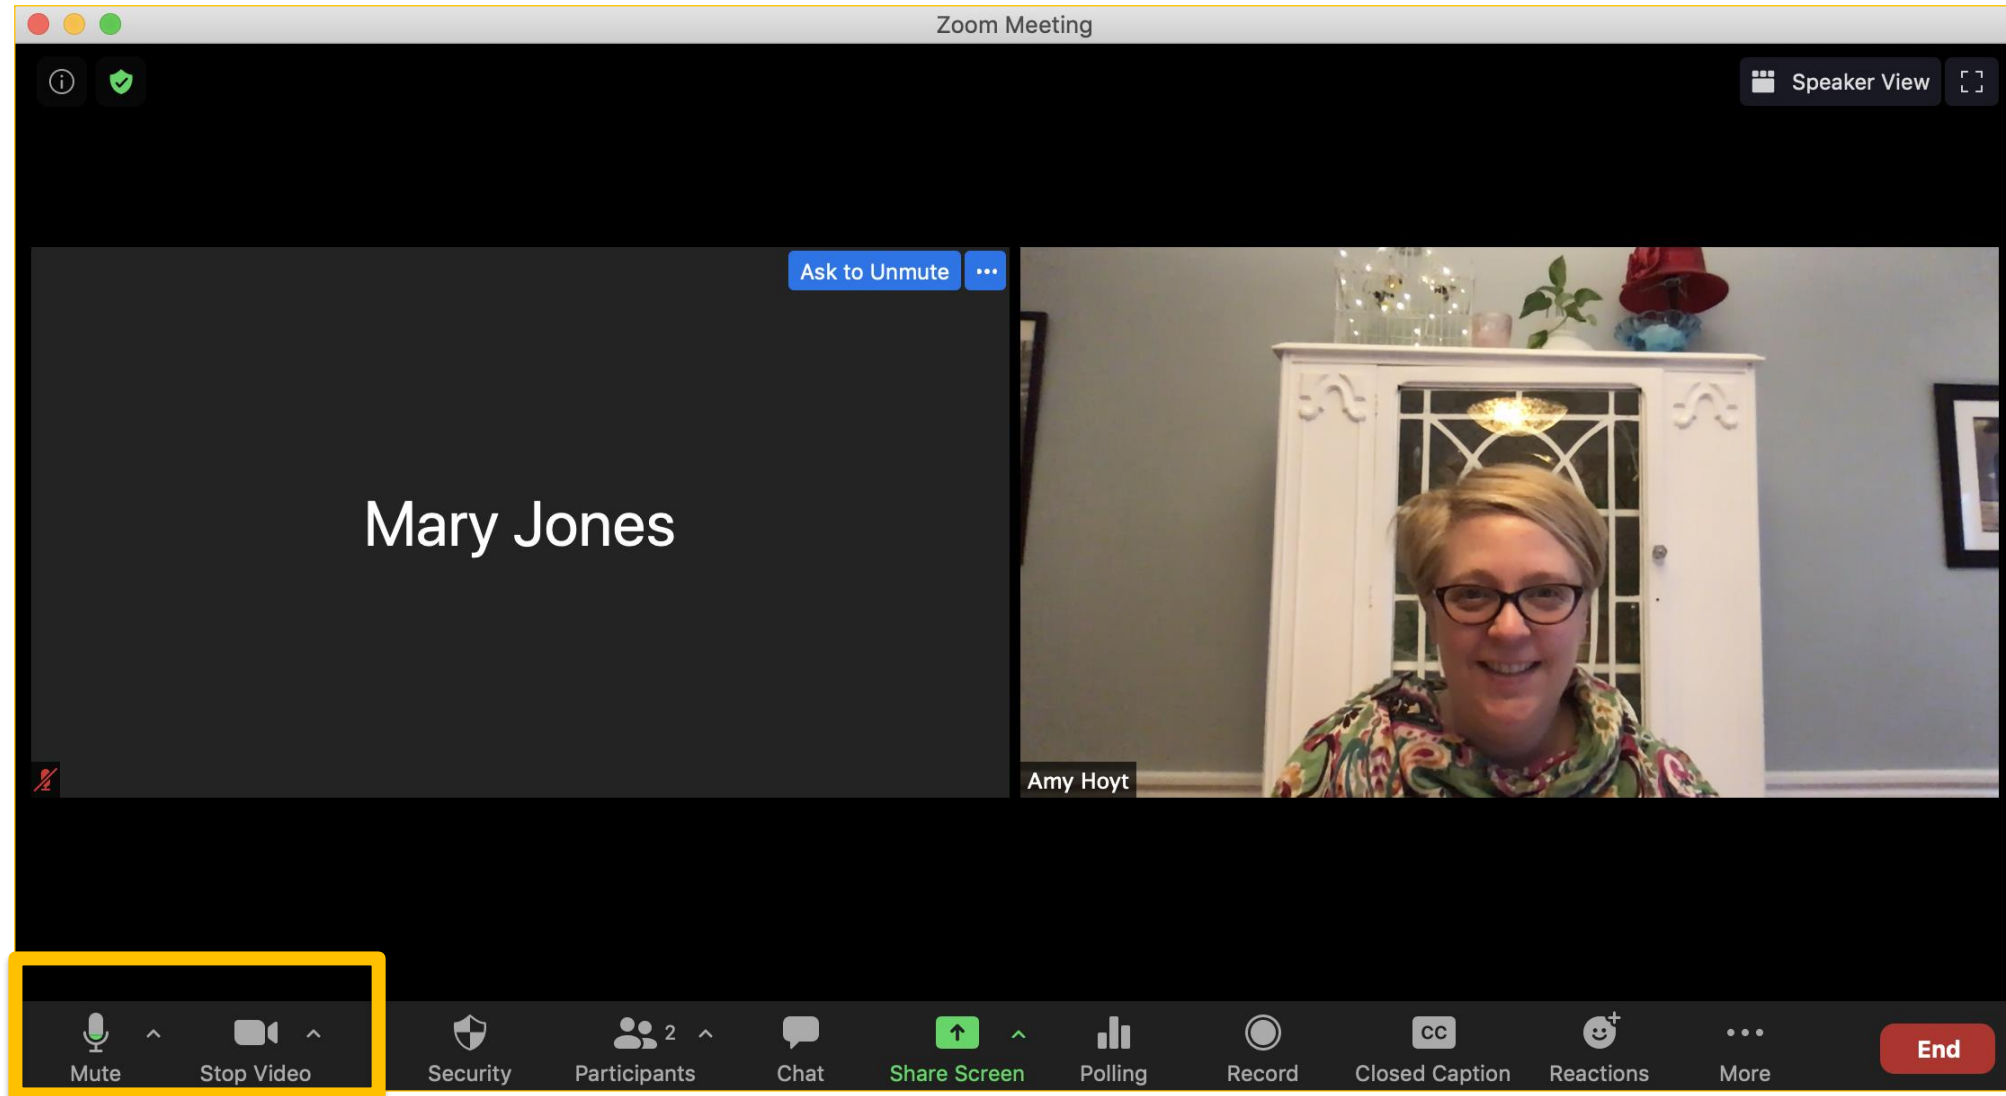 Zoom Meeting
Speaker View
Ask to Unmute ...
Mary Jones
Amy Hoyt
2
CC
Mute Stop Video Security Participants Chat Share Screen Polling Record Closed Caption Reactions More End